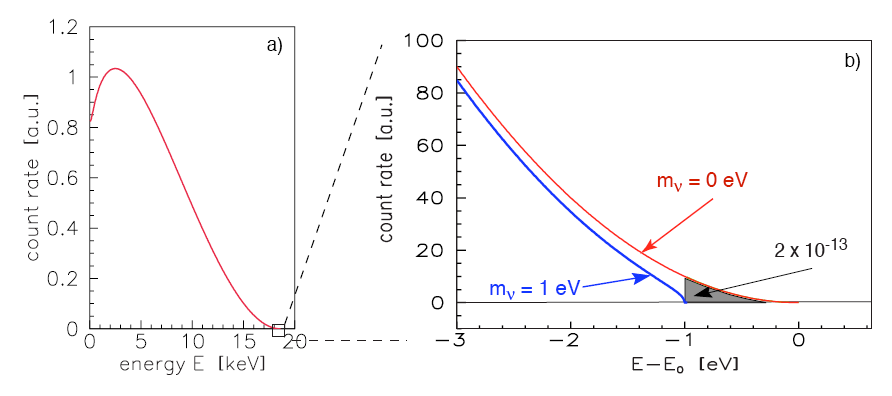 a)
1.2
1
0.8
0.6
0.4
0.2
0
0 5 10 15 20
count rate [a.u.]
energy E [keV]
b)
100
80
60
40
20
0
−3 −2 −1 0
count rate [a.u.]
E−E₀ [eV]
mᵥ = 0 eV
2 x 10⁻¹³
mᵥ = 1 eV